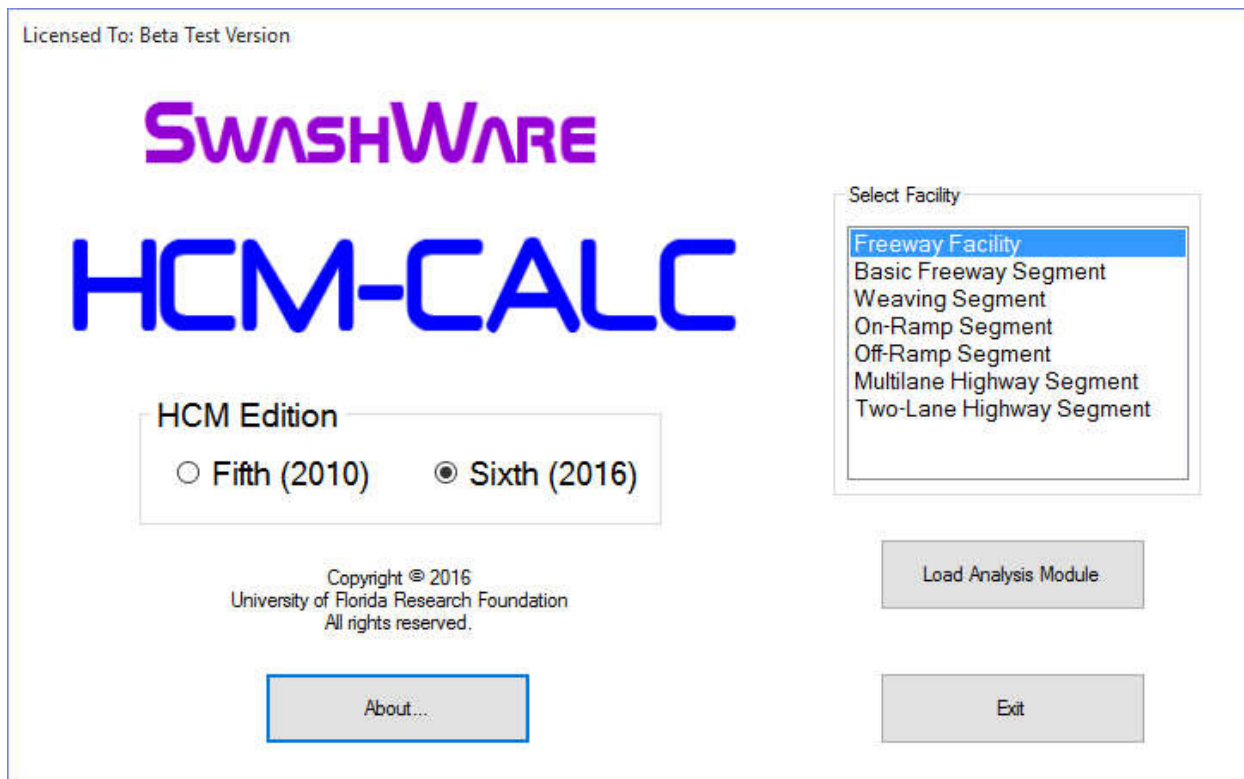 Licensed To: Beta Test Version
SWASHWARE
HCM-CALC
HCM Edition
Fifth (2010)
Sixth (2016)
Copyright © 2016
University of Florida Research Foundation
All rights reserved.
About...
Select Facility
Freeway Facility
Basic Freeway Segment
Weaving Segment
On-Ramp Segment
Off-Ramp Segment
Multilane Highway Segment
Two-Lane Highway Segment
Load Analysis Module
Exit